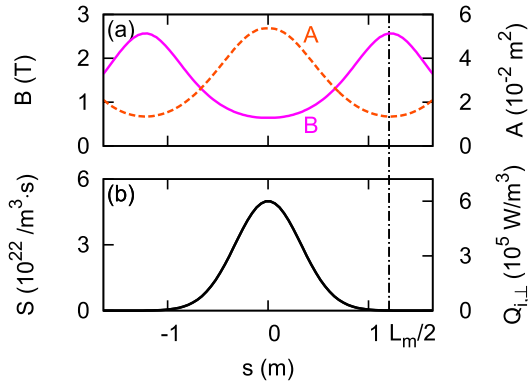 3
2
1
0
B (T)
(a)
A
B
6
4
2
0
A (10⁻² m²)
6
3
0
S (10²² /m³·s)
(b)
6
3
0
Q_{i,⊥} (10⁵ W/m³)
-1 0 1 L_m/2
s (m)